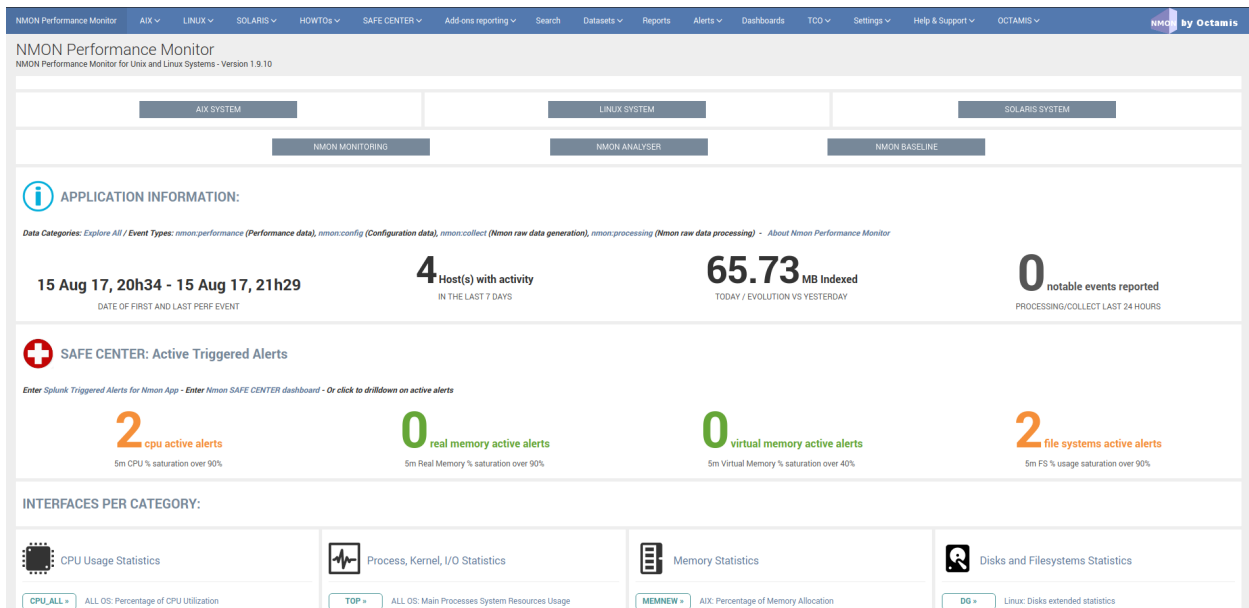 NMON Performance Monitor AIX LINUX SOLARIS HOWTOs SAFE CENTER Add-ons reporting Search Datasets Reports Alerts Dashboards TCO Settings Help & Support OCTAMIS NMON by Octamis
NMON Performance Monitor
NMON Performance Monitor for Unix and Linux Systems - Version 1.9.10
AIX SYSTEM LINUX SYSTEM SOLARIS SYSTEM
NMON MONITORING NMON ANALYSER NMON BASELINE
APPLICATION INFORMATION:
Data Categories: Explore All / Event Types: nmon:performance (Performance data), nmon:config (Configuration data), nmon:collect (Nmon raw data generation), nmon:processing (Nmon raw data processing) - About Nmon Performance Monitor
15 Aug 17, 20h34 - 15 Aug 17, 21h29 4 Host(s) with activity 65.73 MB Indexed 0 notable events reported
DATE OF FIRST AND LAST PERF EVENT IN THE LAST 7 DAYS TODAY / EVOLUTION VS YESTERDAY PROCESSING/COLLECT LAST 24 HOURS
SAFE CENTER: Active Triggered Alerts
Enter Splunk Triggered Alerts for Nmon App - Enter Nmon SAFE CENTER dashboard - Or click to drilldown on active alerts
2 cpu active alerts 0 real memory active alerts 0 virtual memory active alerts 2 file systems active alerts
5m CPU % saturation over 90% 5m Real Memory % saturation over 90% 5m Virtual Memory % saturation over 40% 5m FS % usage saturation over 90%
INTERFACES PER CATEGORY:
CPU Usage Statistics Process, Kernel, I/O Statistics Memory Statistics Disks and Filesystems Statistics
CPU_ALL » ALL OS: Percentage of CPU Utilization TOP » ALL OS: Main Processes System Resources Usage MEMNEW » AIX: Percentage of Memory Allocation DG » Linux: Disks extended statistics